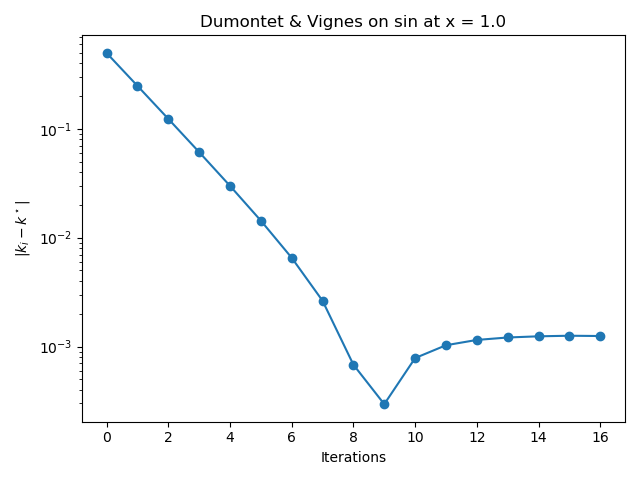 Dumontet & Vignes on sin at x = 1.0
10⁻¹
10⁻²
10⁻³
|kᵢ − k⋆|
0 2 4 6 8 10 12 14 16
Iterations